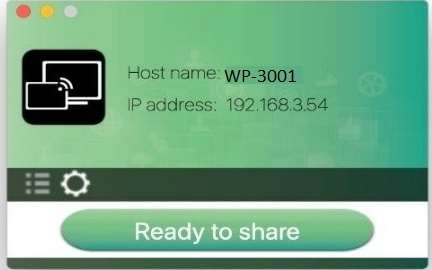 Host name: WP-3001
IP address: 192.168.3.54
Ready to share